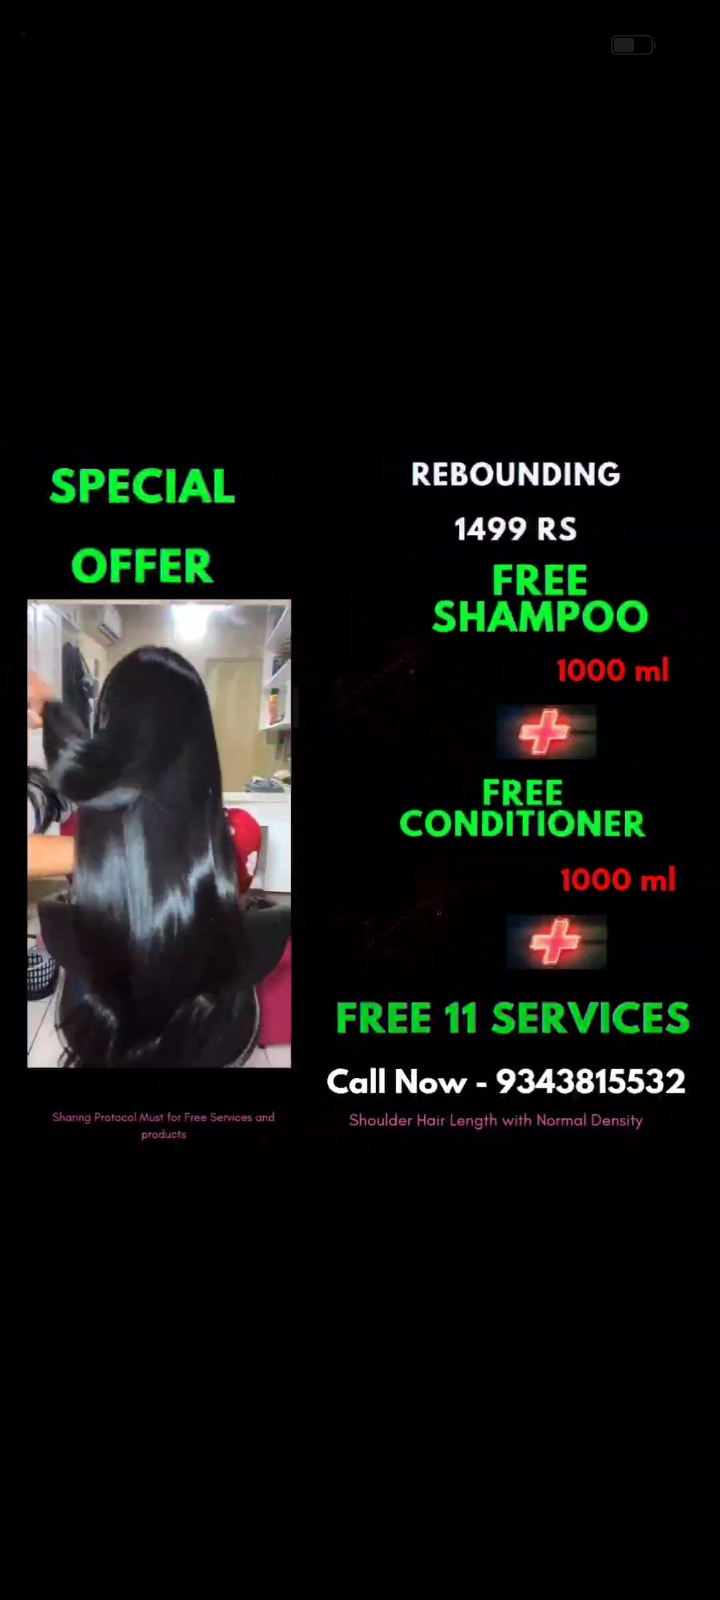 SPECIAL
OFFER
Sharing Protocol Must for Free Services and
products
REBOUNDING
1499 RS
FREE
SHAMPOO
1000 ml
FREE
CONDITIONER
1000 ml
FREE 11 SERVICES
Call Now - 9343815532
Shoulder Hair Length with Normal Density